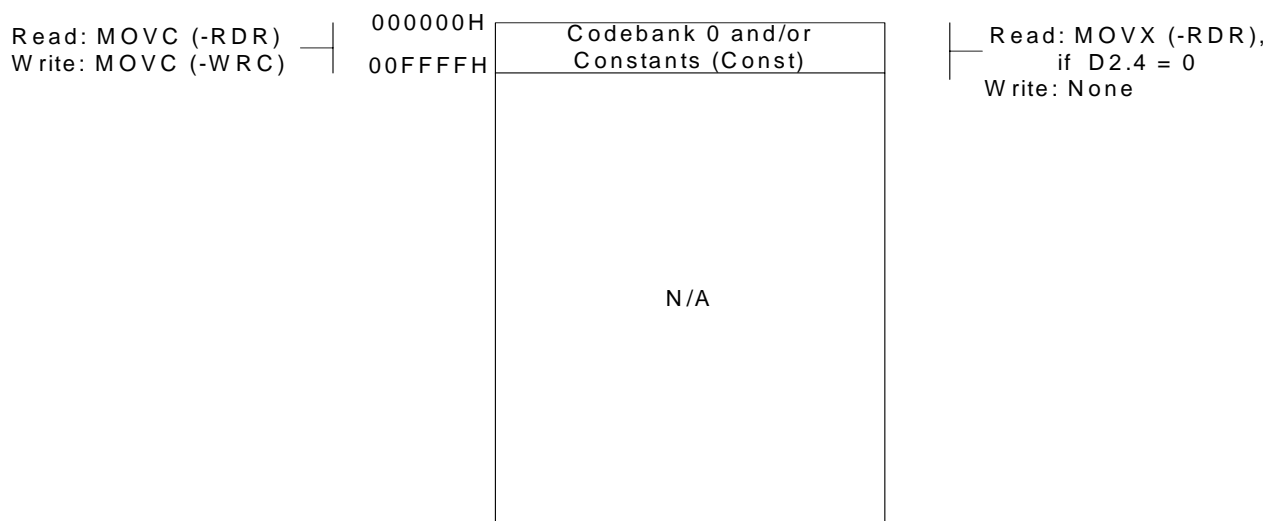 Read: MOVC (-RDR)
Write: MOVC (-WRC)
000000H
00FFFFH
Codebank 0 and/or
Constants (Const)
Read: MOVX (-RDR),
if D2.4 = 0
Write: None
N/A